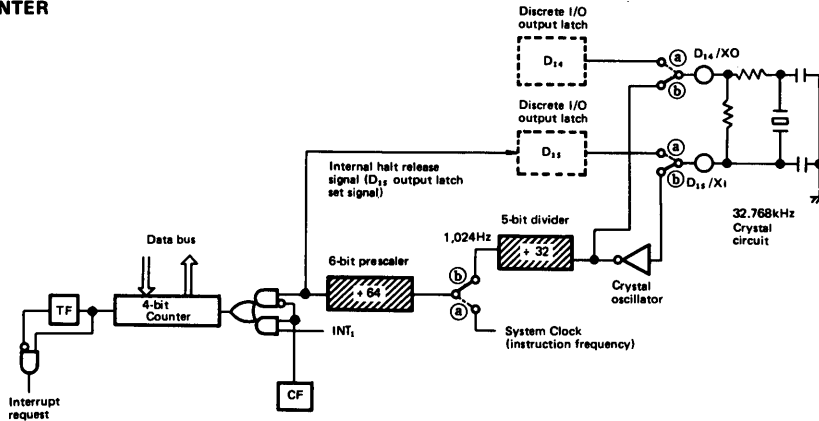 NTER
Discrete I/O
output latch
D14
ⓐ
D14/XO
ⓑ
Discrete I/O
output latch
D15
ⓐ
ⓑ
D15/XI
Internal halt release
signal (D15 output latch
set signal)
32.768kHz
Crystal
circuit
5-bit divider
1,024Hz
÷ 32
Data bus
6-bit prescaler
ⓑ
Crystal
oscillator
÷ 64
ⓐ
TF
4-bit
Counter
INT1
System Clock
(instruction frequency)
CF
Interrupt
request